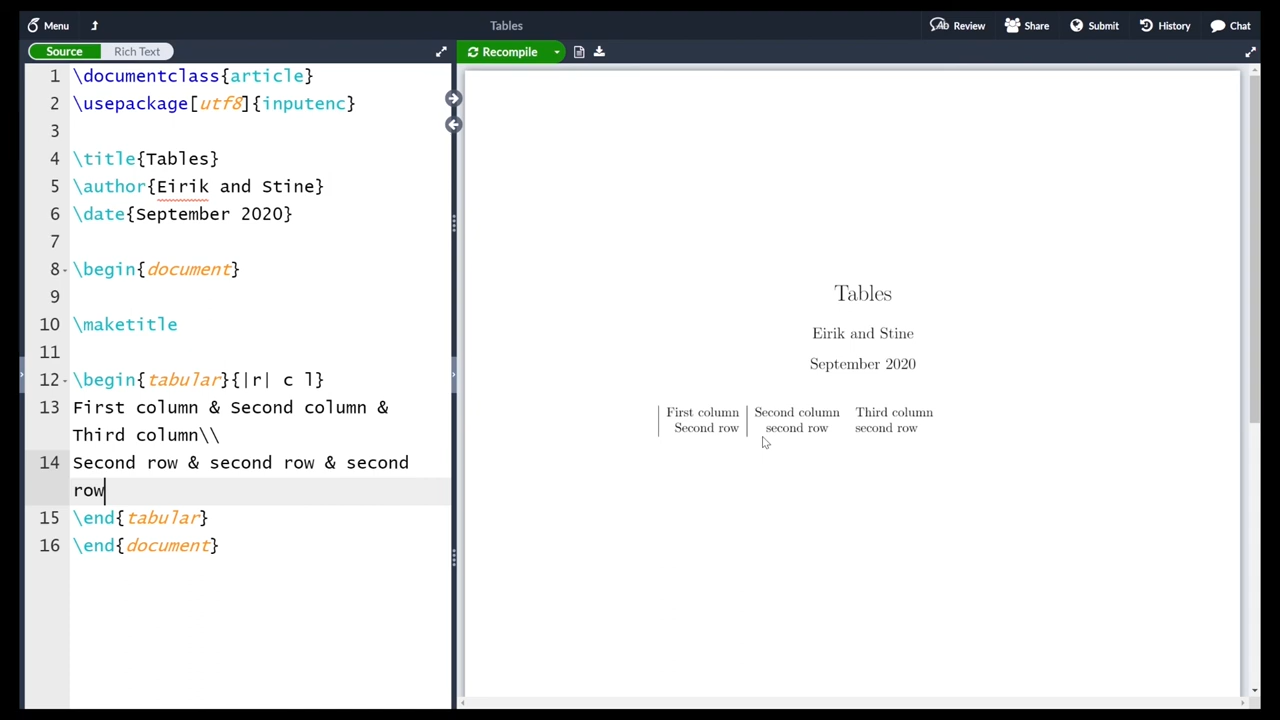 Menu
Tables
Review
Share
Submit
History
Chat
Source
Rich Text
Recompile
1 \documentclass{article}
2 \usepackage[utf8]{inputenc}
3
4 \title{Tables}
5 \author{Eirik and Stine}
6 \date{September 2020}
7
8 \begin{document}
9
10 \maketitle
11
12 \begin{tabular}{|r| c l}
13 First column & Second column &
Third column\\
14 Second row & second row & second
row
15 \end{tabular}
16 \end{document}
Tables
Eirik and Stine
September 2020
First column Second column Third column
Second row second row second row